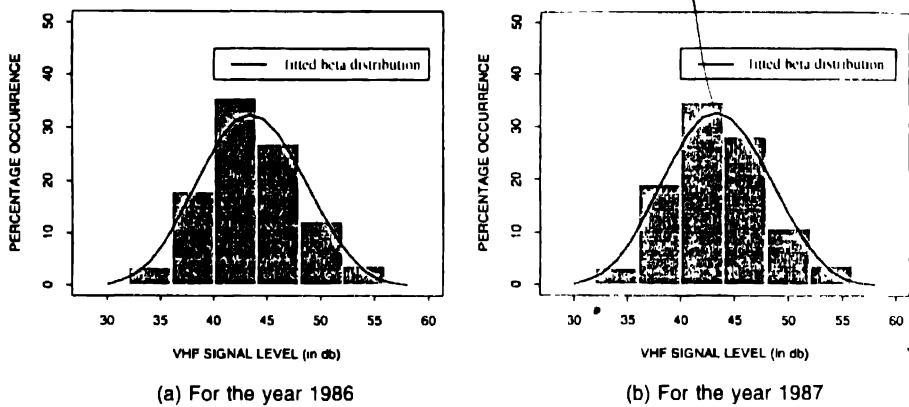 50
40
30
20
10
0
PERCENTAGE OCCURRENCE
fitted beta distribution
30 35 40 45 50 55 60
VHF SIGNAL LEVEL (in db)
(a) For the year 1986
50
40
30
20
10
0
PERCENTAGE OCCURRENCE
fitted beta distribution
30 35 40 45 50 55 60
VHF SIGNAL LEVEL (in db)
(b) For the year 1987